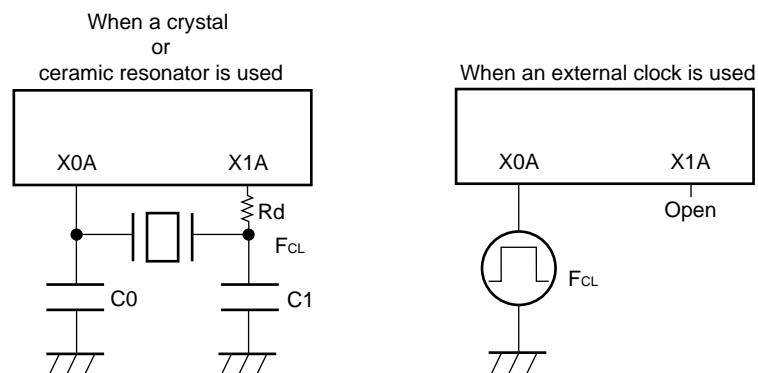 When a crystal
or
ceramic resonator is used
X0A
X1A
Rd
FCL
C0
C1
When an external clock is used
X0A
X1A
Open
FCL